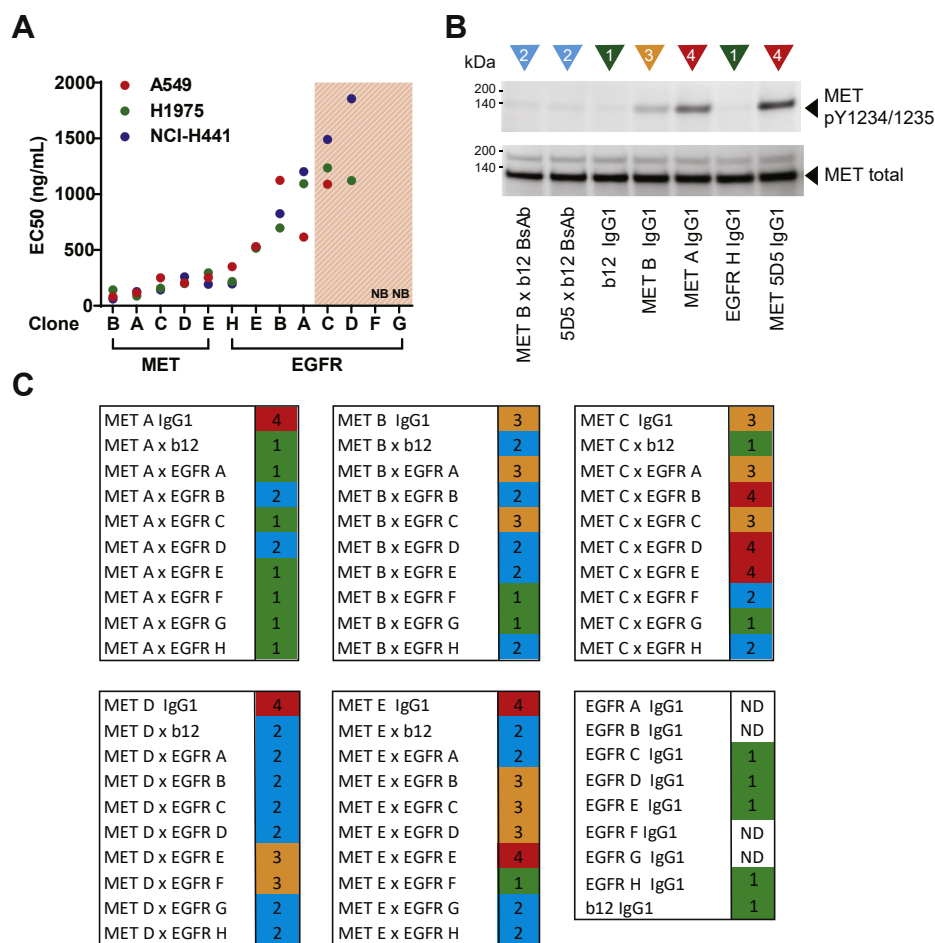 A
2000
1500
1000
500
0
EC50 (ng/mL)
A549
H1975
NCI-H441
NB NB
Clone B A C D E H E B A C D F G
MET EGFR
B
2 2 1 3 4 1 4
kDa
200
140
MET
pY1234/1235
200
140
MET total
MET B x b12 BsAb
5D5 x b12 BsAb
b12 IgG1
MET B IgG1
MET A IgG1
EGFR H IgG1
MET 5D5 IgG1
C
MET A IgG1 4
MET A x b12 1
MET A x EGFR A 1
MET A x EGFR B 2
MET A x EGFR C 1
MET A x EGFR D 2
MET A x EGFR E 1
MET A x EGFR F 1
MET A x EGFR G 1
MET A x EGFR H 1
MET B IgG1 3
MET B x b12 2
MET B x EGFR A 3
MET B x EGFR B 2
MET B x EGFR C 3
MET B x EGFR D 2
MET B x EGFR E 2
MET B x EGFR F 1
MET B x EGFR G 1
MET B x EGFR H 2
MET C IgG1 3
MET C x b12 1
MET C x EGFR A 3
MET C x EGFR B 4
MET C x EGFR C 3
MET C x EGFR D 4
MET C x EGFR E 4
MET C x EGFR F 2
MET C x EGFR G 1
MET C x EGFR H 2
MET D IgG1 4
MET D x b12 2
MET D x EGFR A 2
MET D x EGFR B 2
MET D x EGFR C 2
MET D x EGFR D 2
MET D x EGFR E 3
MET D x EGFR F 3
MET D x EGFR G 2
MET D x EGFR H 2
MET E IgG1 4
MET E x b12 2
MET E x EGFR A 2
MET E x EGFR B 3
MET E x EGFR C 3
MET E x EGFR D 3
MET E x EGFR E 4
MET E x EGFR F 1
MET E x EGFR G 2
MET E x EGFR H 2
EGFR A IgG1 ND
EGFR B IgG1 ND
EGFR C IgG1 1
EGFR D IgG1 1
EGFR E IgG1 1
EGFR F IgG1 ND
EGFR G IgG1 ND
EGFR H IgG1 1
b12 IgG1 1